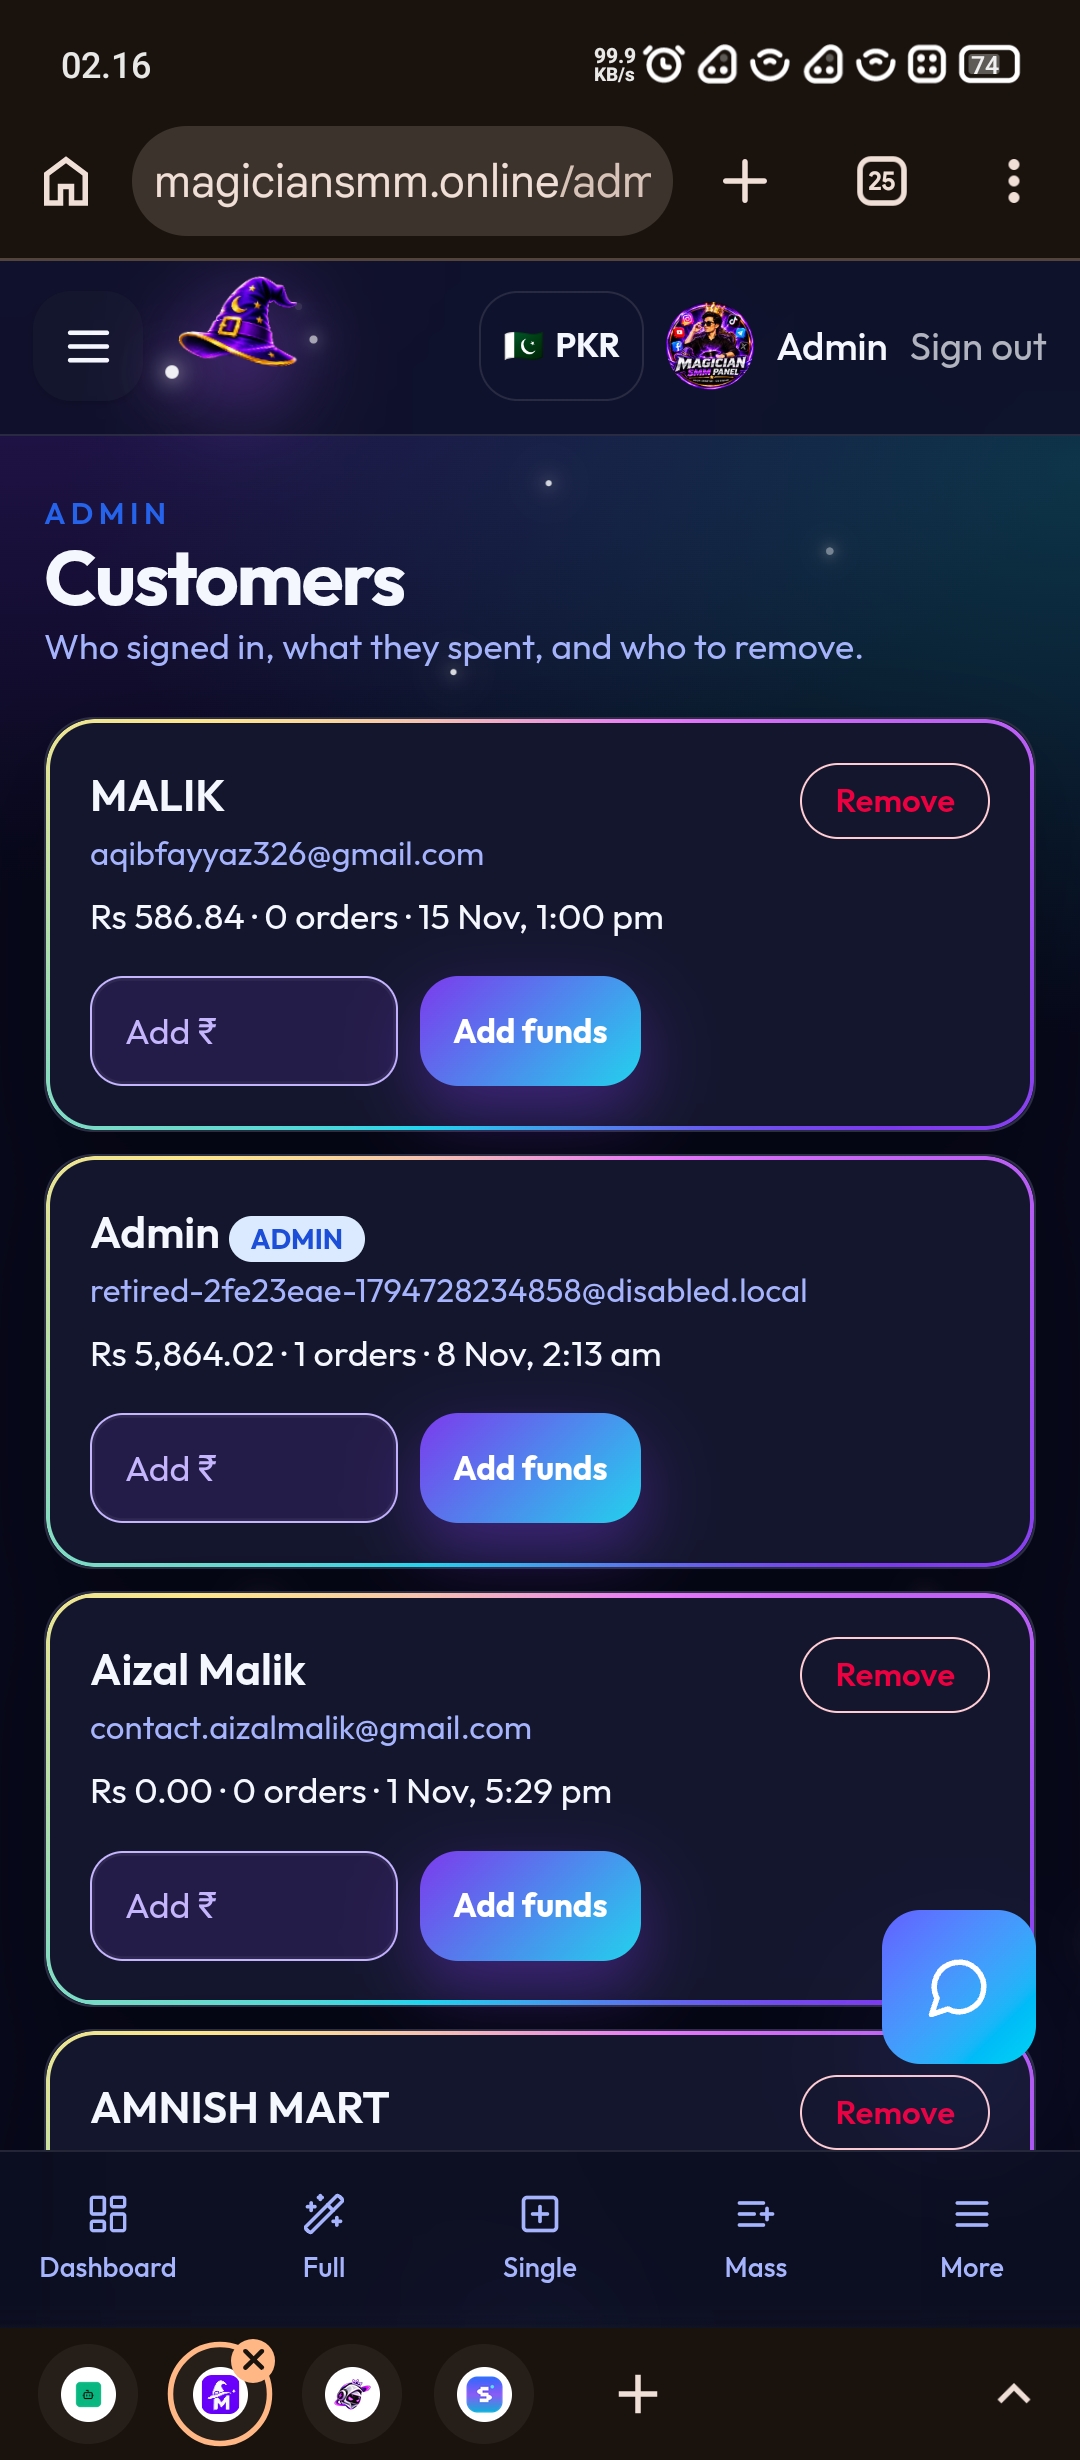 02.16
99.9
KB/s
74
magiciansmm.online/adm
25
PKR
MAGICIAN
SMM PANEL
Admin
Sign out
ADMIN
Customers
Who signed in, what they spent, and who to remove.
MALIK
Remove
aqibfayyaz326@gmail.com
Rs 586.84 · 0 orders · 15 Nov, 1:00 pm
Add ₹
Add funds
Admin ADMIN
retired-2fe23eae-1794728234858@disabled.local
Rs 5,864.02 · 1 orders · 8 Nov, 2:13 am
Add ₹
Add funds
Aizal Malik
Remove
contact.aizalmalik@gmail.com
Rs 0.00 · 0 orders · 1 Nov, 5:29 pm
Add ₹
Add funds
AMNISH MART
Remove
Dashboard
Full
Single
Mass
More
M
S